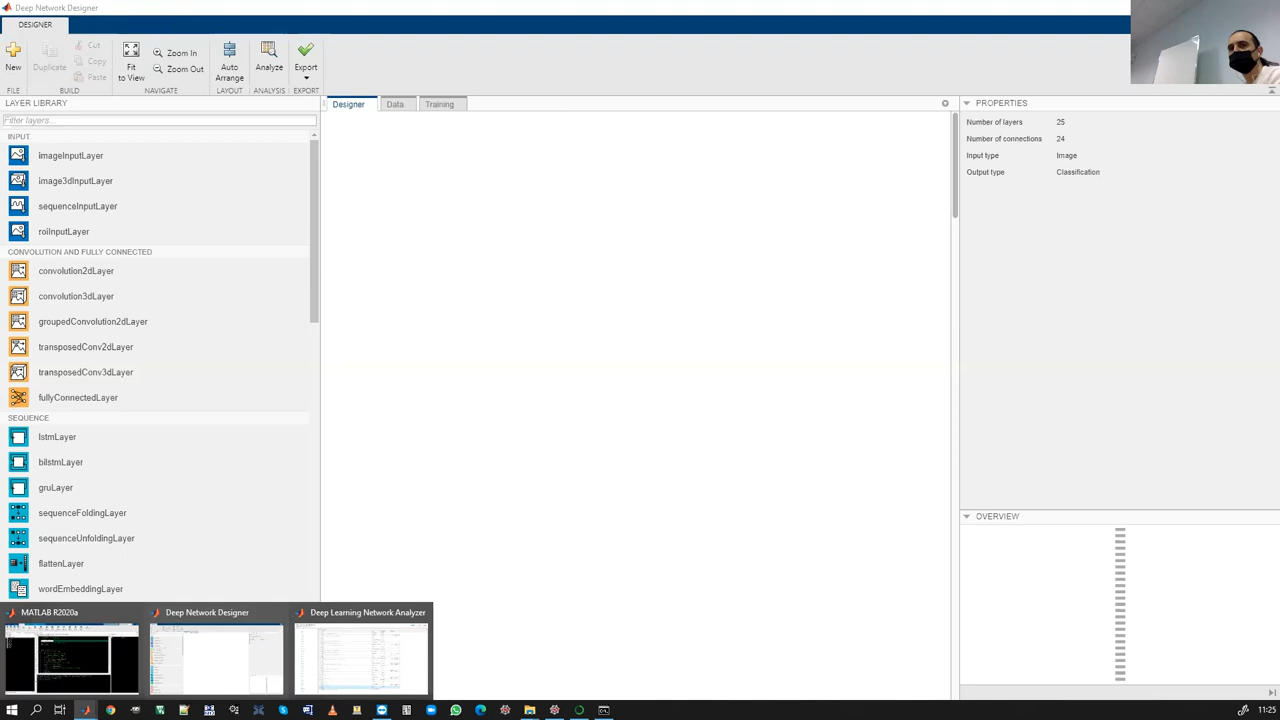 Deep Network Designer
DESIGNER
New
Duplicate
Cut
Copy
Paste
Fit
to View
Zoom In
Zoom Out
Auto
Arrange
Analyze
Export
FILE
BUILD
NAVIGATE
LAYOUT
ANALYSIS
EXPORT
LAYER LIBRARY
Filter layers...
INPUT
imageInputLayer
image3dInputLayer
sequenceInputLayer
roiInputLayer
CONVOLUTION AND FULLY CONNECTED
convolution2dLayer
convolution3dLayer
groupedConvolution2dLayer
transposedConv2dLayer
transposedConv3dLayer
fullyConnectedLayer
SEQUENCE
lstmLayer
bilstmLayer
gruLayer
sequenceFoldingLayer
sequenceUnfoldingLayer
flattenLayer
wordEmbeddingLayer
Designer
Data
Training
PROPERTIES
Number of layers 25
Number of connections 24
Input type Image
Output type Classification
OVERVIEW
MATLAB R2020a
Deep Network Designer
Deep Learning Network Analyzer
11:25